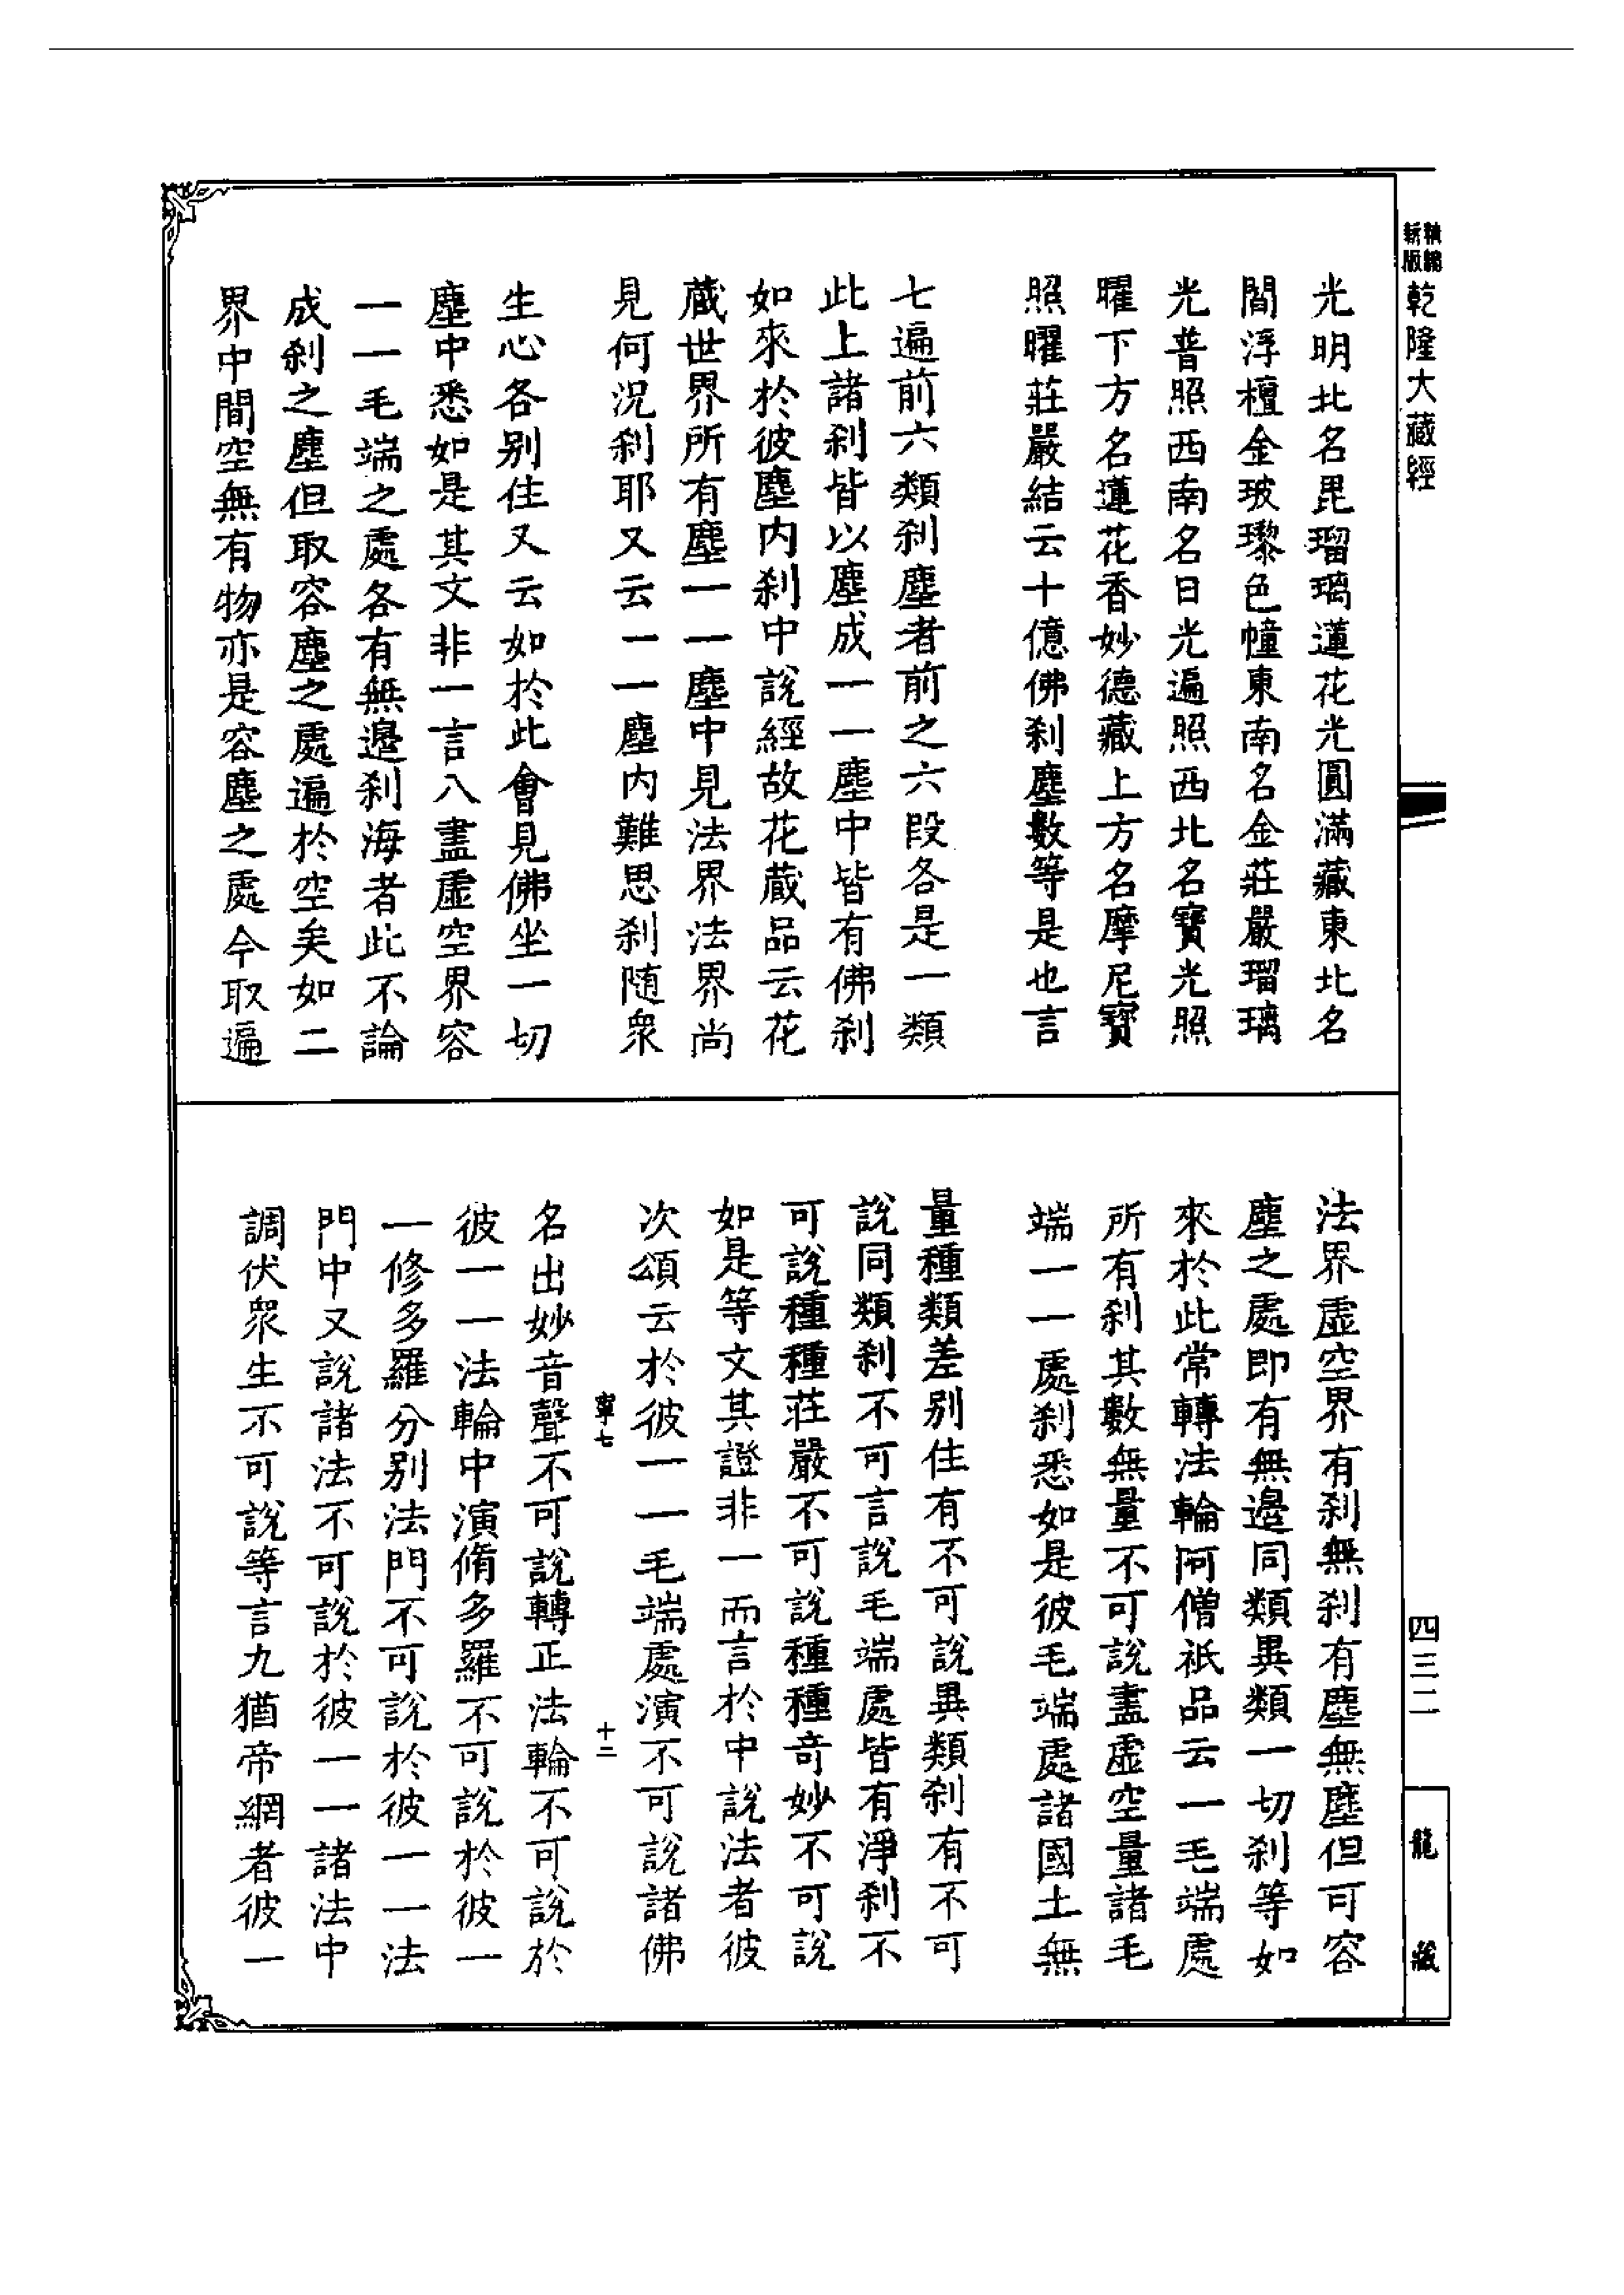 新版精縮
乾隆大藏經
四三二
龍藏
光明北名毘瑠璃蓮花光圓滿藏東北名
閻浮檀金玻瓈色幢東南名金莊嚴瑠璃
光普照西南名日光遍照西北名寶光照
曜下方名蓮花香妙德藏上方名摩尼寶
照曜莊嚴結云十億佛剎塵數等是也言
七遍前六類剎塵者前之六段各是一類
此上諸剎皆以塵成一一塵中皆有佛剎
如來於彼塵內剎中說經故花藏品云花
藏世界所有塵一一塵中見法界法界尚
見何況剎耶又云一一塵內難思剎隨衆
生心各別住又云如於此會見佛坐一切
塵中悉如是其文非一言八盡虛空界容
一一毛端之處各有無邊剎海者此不論
成剎之塵但取容塵之處遍於空矣如二
界中間空無有物亦是容塵之處今取遍
法界虛空界有剎無剎有塵無塵但可容
塵之處即有無邊同類異類一切剎等如
來於此常轉法輪阿僧祇品云一毛端處
所有剎其數無量不可說盡虛空量諸毛
端一一處剎悉如是彼毛端處諸國土無
量種類差別住有不可說異類剎有不可
說同類剎不可言說毛端處皆有淨剎不
可說種種莊嚴不可說種種奇妙不可說
如是等文其證非一而言於中說法者彼
次頌云於彼一一毛端處演不可說諸佛
寧七
十二
名出妙音聲不可說轉正法輪不可說於
彼一一法輪中演脩多羅不可說於彼一
一修多羅分別法門不可說於彼一一法
門中又說諸法不可說於彼一一諸法中
調伏衆生不可說等言九猶帝網者彼一